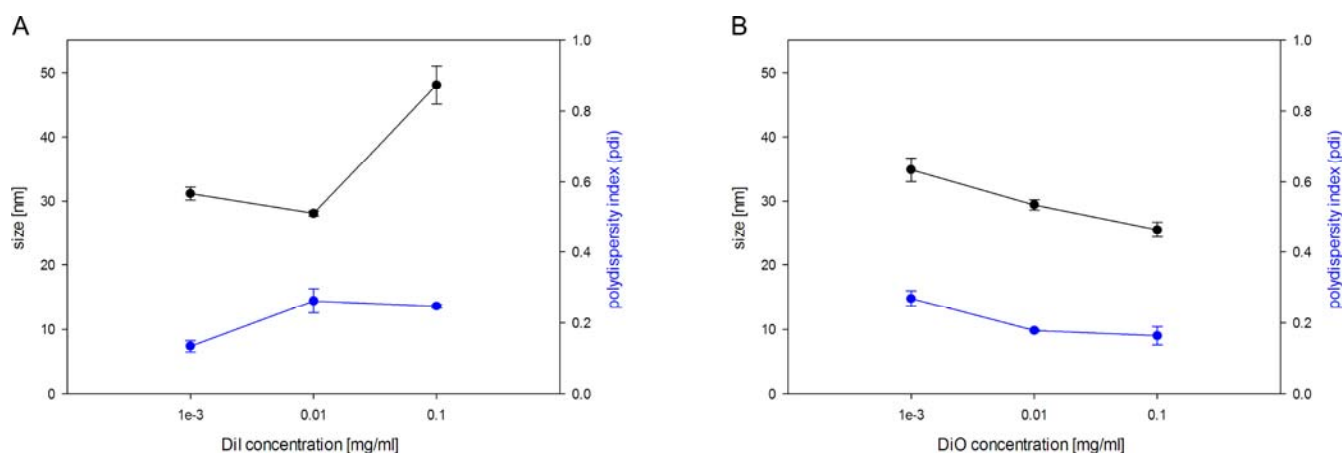 A
50
40
30
20
10
0
size [nm]
1.0
0.8
0.6
0.4
0.2
0.0
polydispersity index (pdi)
1e-3 0.01 0.1
DiI concentration [mg/ml]
B
50
40
30
20
10
0
size [nm]
1.0
0.8
0.6
0.4
0.2
0.0
polydispersity index (pdi)
1e-3 0.01 0.1
DiO concentration [mg/ml]